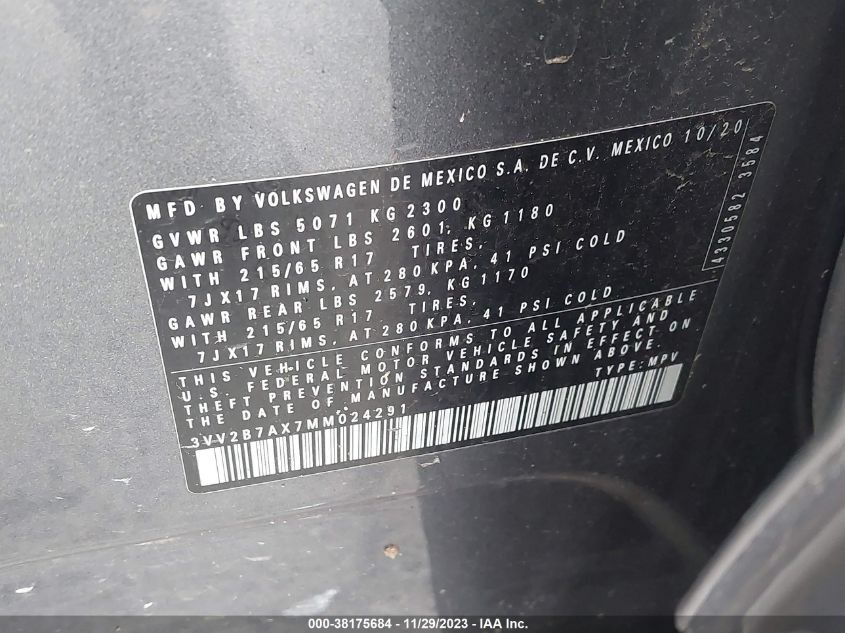 MFD BY VOLKSWAGEN DE MEXICO S.A. DE C.V. MEXICO 10/20
GVWR LBS 5071 KG 2300
GAWR FRONT LBS 2601, KG 1180
WITH 215/65 R17 TIRES,
7JX17 RIMS, AT 280 KPA, 41 PSI COLD
GAWR REAR LBS 2579, KG 1170
WITH 215/65 R17 TIRES,
7JX17 RIMS, AT 280 KPA, 41 PSI COLD
THIS VEHICLE CONFORMS TO ALL APPLICABLE
U.S. FEDERAL MOTOR VEHICLE SAFETY AND
THEFT PREVENTION STANDARDS IN EFFECT ON
THE DATE OF MANUFACTURE SHOWN ABOVE.
TYPE: MPV
3VV2B7AX7MM024291
4330582 3584
000-38175684 - 11/29/2023 - IAA Inc.